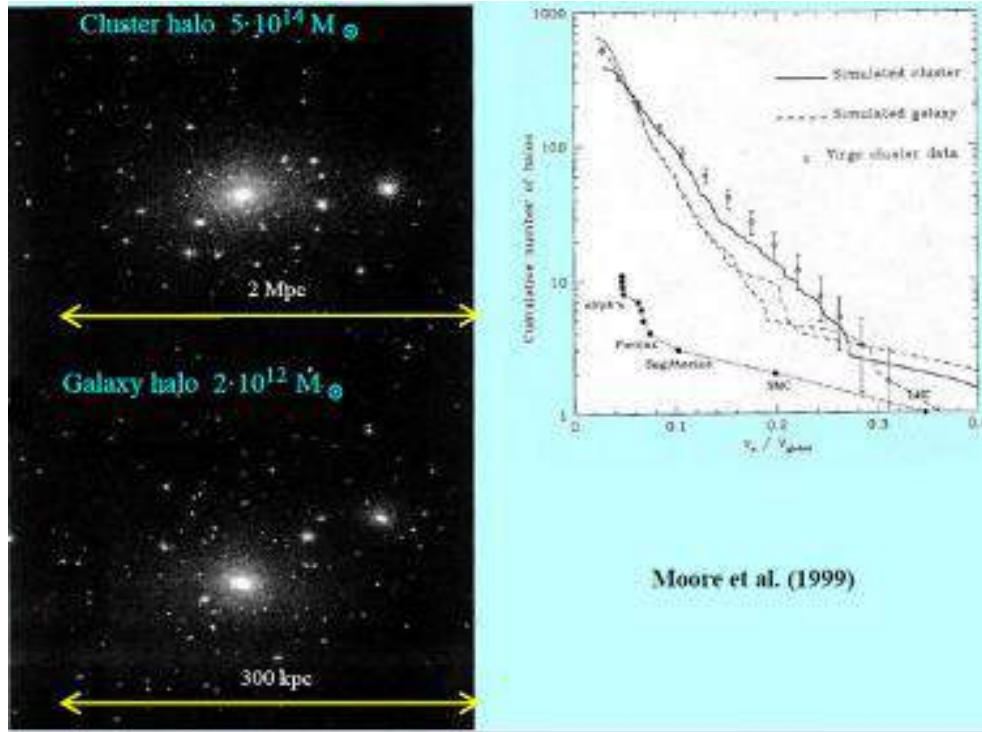 Cluster halo 5·10¹⁴ M☉
2 Mpc
Galaxy halo 2·10¹² M☉
300 kpc
1000
100
10
1
Cumulative number of halos
Simulated cluster
Simulated galaxy
Virgo cluster data
Fornax
Sagittarius
SMC
LMC
0
0.1
0.2
0.3
Moore et al. (1999)